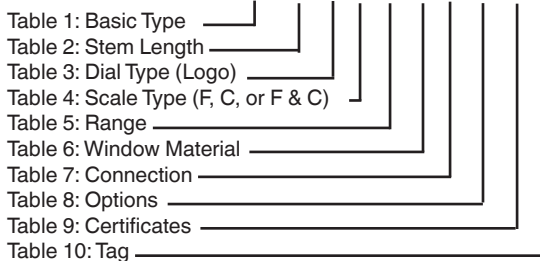 Table 1: Basic Type
Table 2: Stem Length
Table 3: Dial Type (Logo)
Table 4: Scale Type (F, C, or F & C)
Table 5: Range
Table 6: Window Material
Table 7: Connection
Table 8: Options
Table 9: Certificates
Table 10: Tag